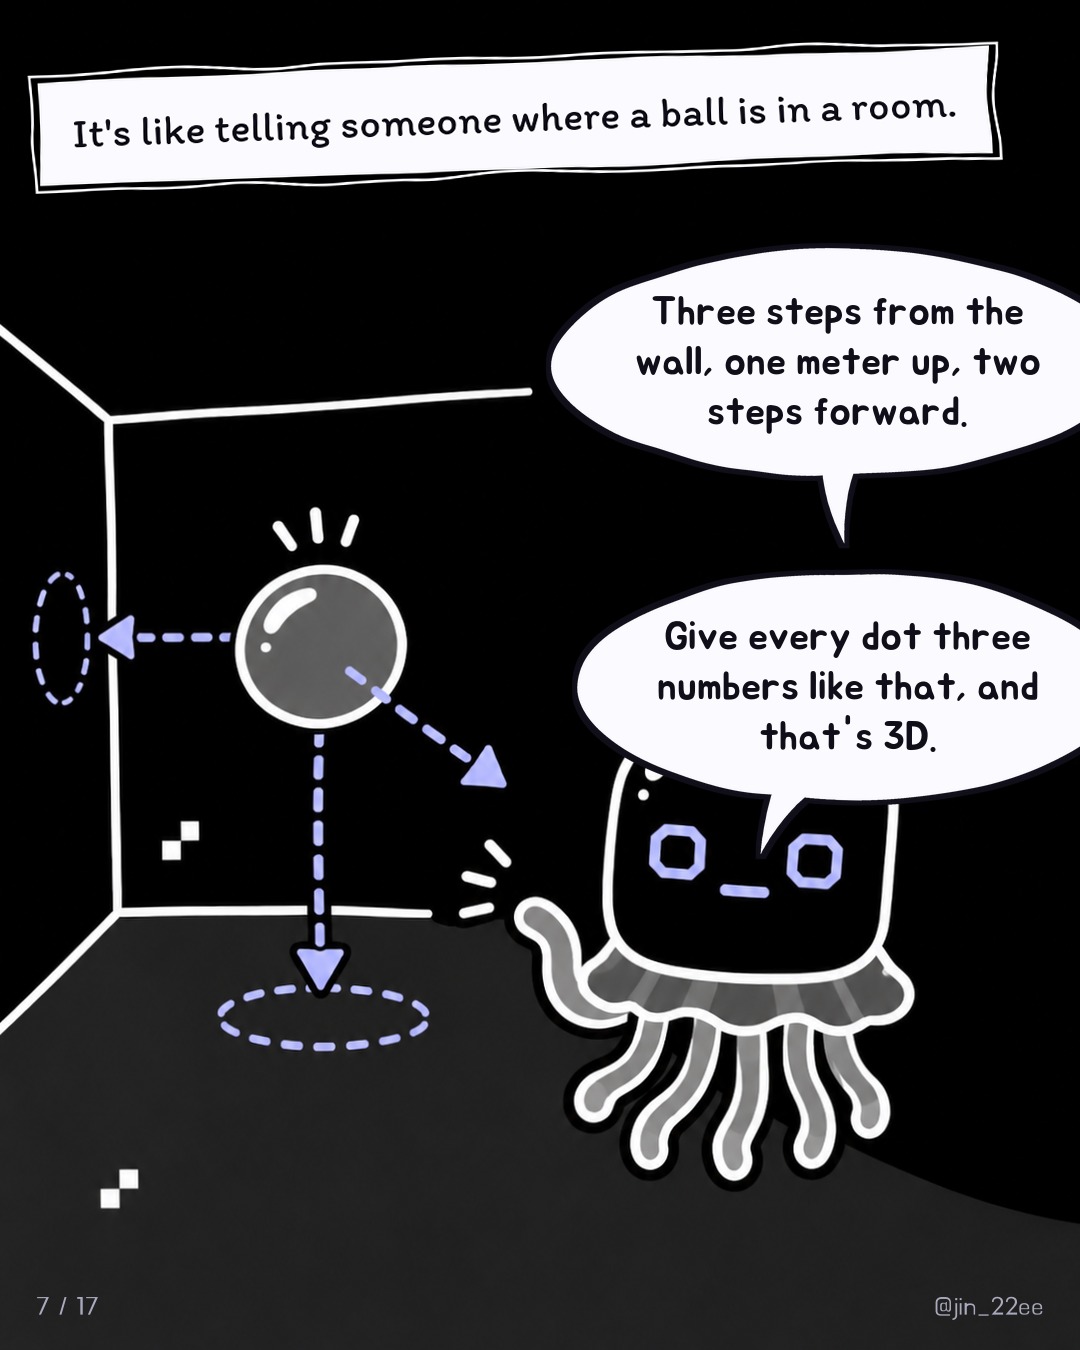 It's like telling someone where a ball is in a room.
Three steps from the
wall, one meter up, two
steps forward.
Give every dot three
numbers like that, and
that's 3D.
7 / 17
@jin_22ee